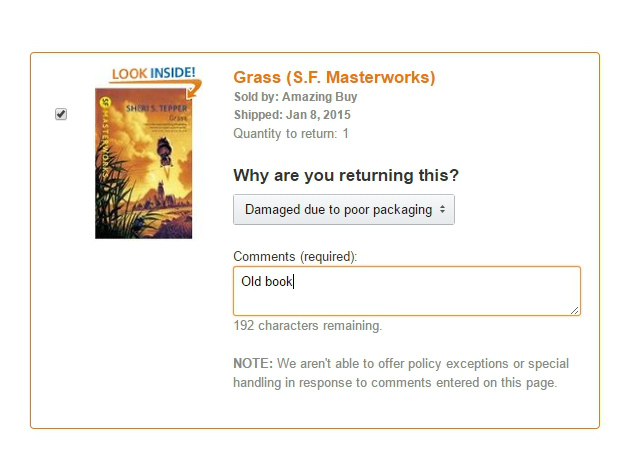 LOOK INSIDE!
SF MASTERWORKS
SHERI S. TEPPER
Grass
Grass (S.F. Masterworks)
Sold by: Amazing Buy
Shipped: Jan 8, 2015
Quantity to return: 1
Why are you returning this?
Damaged due to poor packaging
Comments (required):
Old book
192 characters remaining.
NOTE: We aren't able to offer policy exceptions or special
handling in response to comments entered on this page.